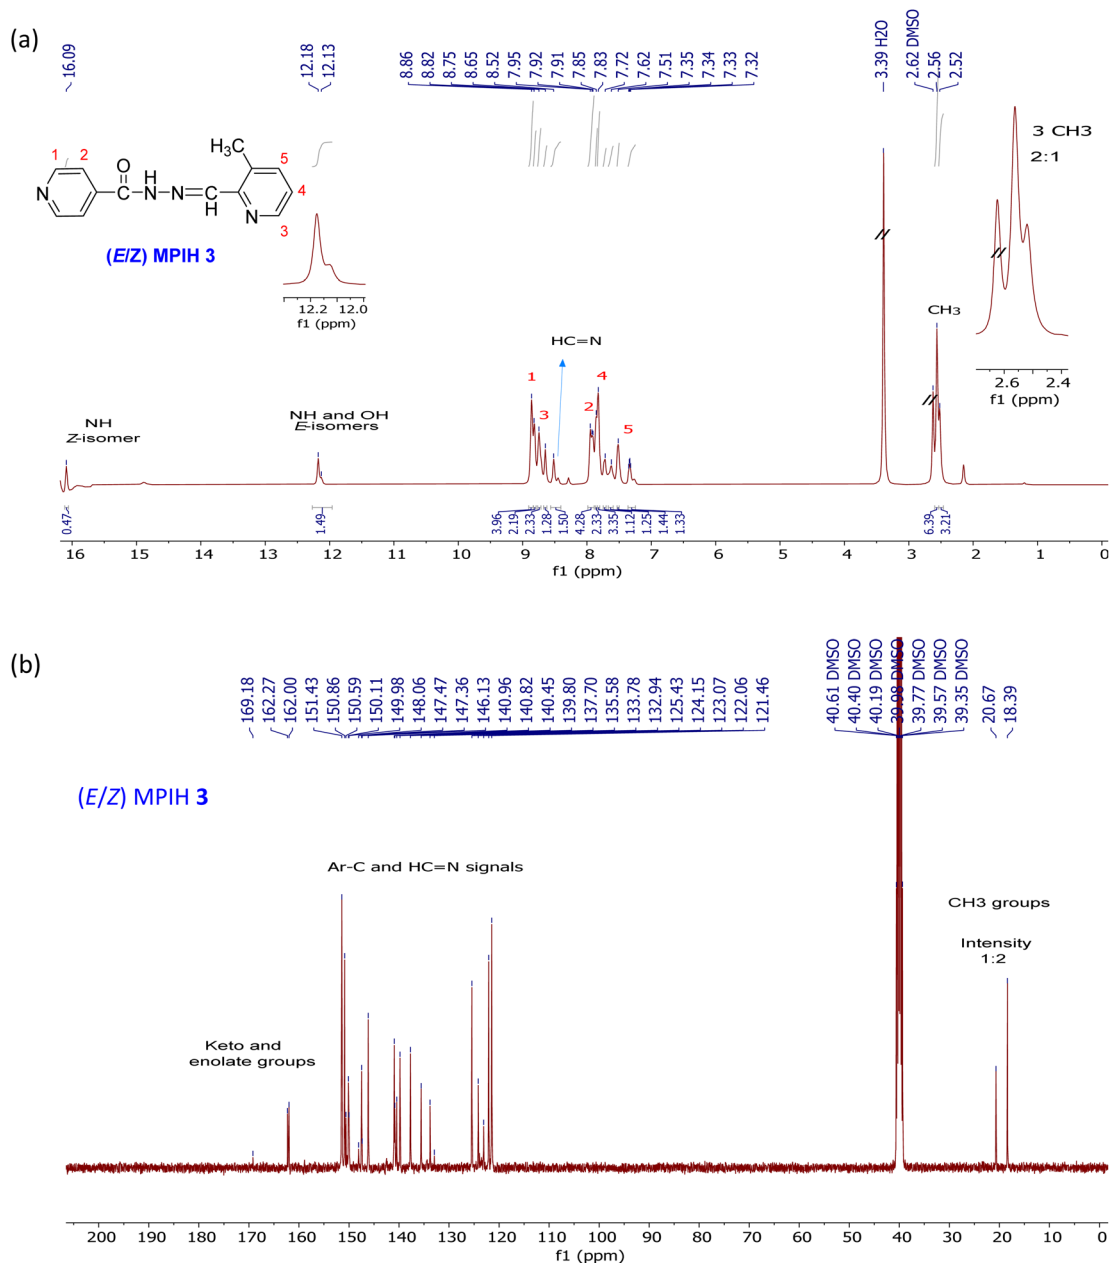 (a)
16.09
12.18
12.13
8.86
8.82
8.75
8.65
8.52
7.95
7.92
7.91
7.85
7.83
7.72
7.62
7.51
7.35
7.34
7.33
7.32
3.39 H2O
2.62 DMSO
2.56
2.52
3 CH3
2:1
H3C
1 2 O 5
4
N C N N C N
H H
3
(E/Z) MPIH 3
12.2 12.0
f1 (ppm)
2.6 2.4
f1 (ppm)
CH3
HC=N
1 4
3 2 5
NH
Z-isomer
NH and OH
E-isomers
0.47
1.49
3.96
2.19
2.33
1.28
1.50
4.28
2.33
3.35
1.12
1.25
1.44
1.33
6.39
3.21
16 15 14 13 12 11 10 9 8 7 6 5 4 3 2 1 0
f1 (ppm)
(b)
169.18
162.27
162.00
151.43
150.86
150.59
150.11
149.98
148.06
147.47
147.36
146.13
140.96
140.82
140.45
139.80
137.70
135.58
133.78
132.94
125.43
124.15
123.07
122.06
121.46
40.61 DMSO
40.40 DMSO
40.19 DMSO
39.98 DMSO
39.77 DMSO
39.57 DMSO
39.35 DMSO
20.67
18.39
(E/Z) MPIH 3
Ar-C and HC=N signals
CH3 groups
Intensity
1:2
Keto and
enolate groups
200 190 180 170 160 150 140 130 120 110 100 90 80 70 60 50 40 30 20 10 0
f1 (ppm)